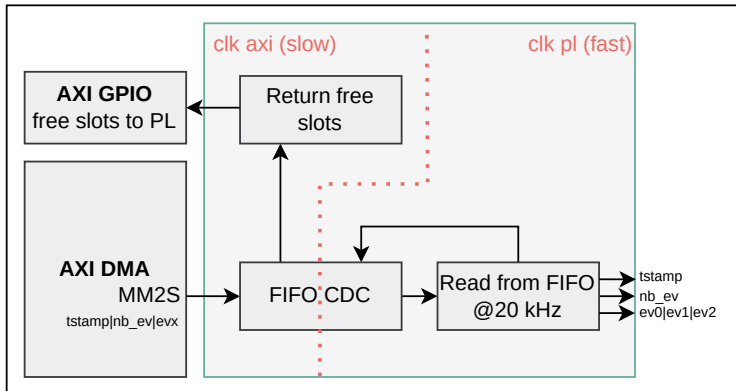 clk axi (slow)
clk pl (fast)
AXI GPIO
free slots to PL
Return free
slots
AXI DMA
MM2S
tstamp|nb_ev|evx
FIFO CDC
Read from FIFO
@20 kHz
tstamp
nb_ev
ev0|ev1|ev2